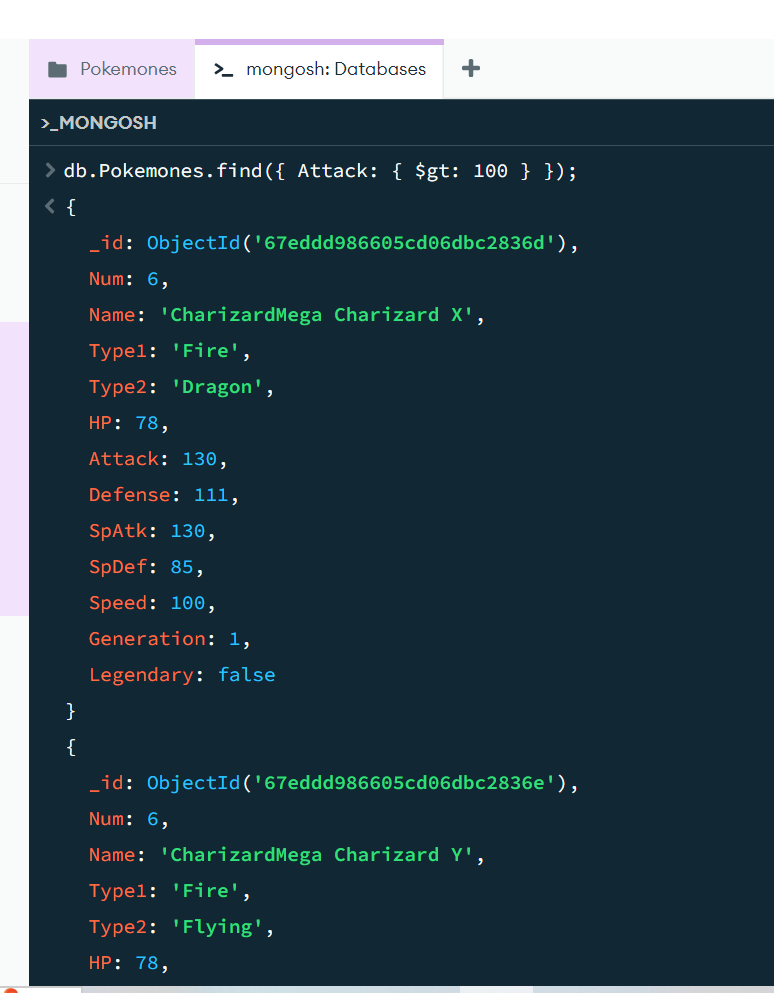 Pokemones
>_ mongosh: Databases +
>_MONGOSH
> db.Pokemones.find({ Attack: { $gt: 100 } });
< {
_id: ObjectId('67eddd986605cd06dbc2836d'),
Num: 6,
Name: 'CharizardMega Charizard X',
Type1: 'Fire',
Type2: 'Dragon',
HP: 78,
Attack: 130,
Defense: 111,
SpAtk: 130,
SpDef: 85,
Speed: 100,
Generation: 1,
Legendary: false
}
{
_id: ObjectId('67eddd986605cd06dbc2836e'),
Num: 6,
Name: 'CharizardMega Charizard Y',
Type1: 'Fire',
Type2: 'Flying',
HP: 78,